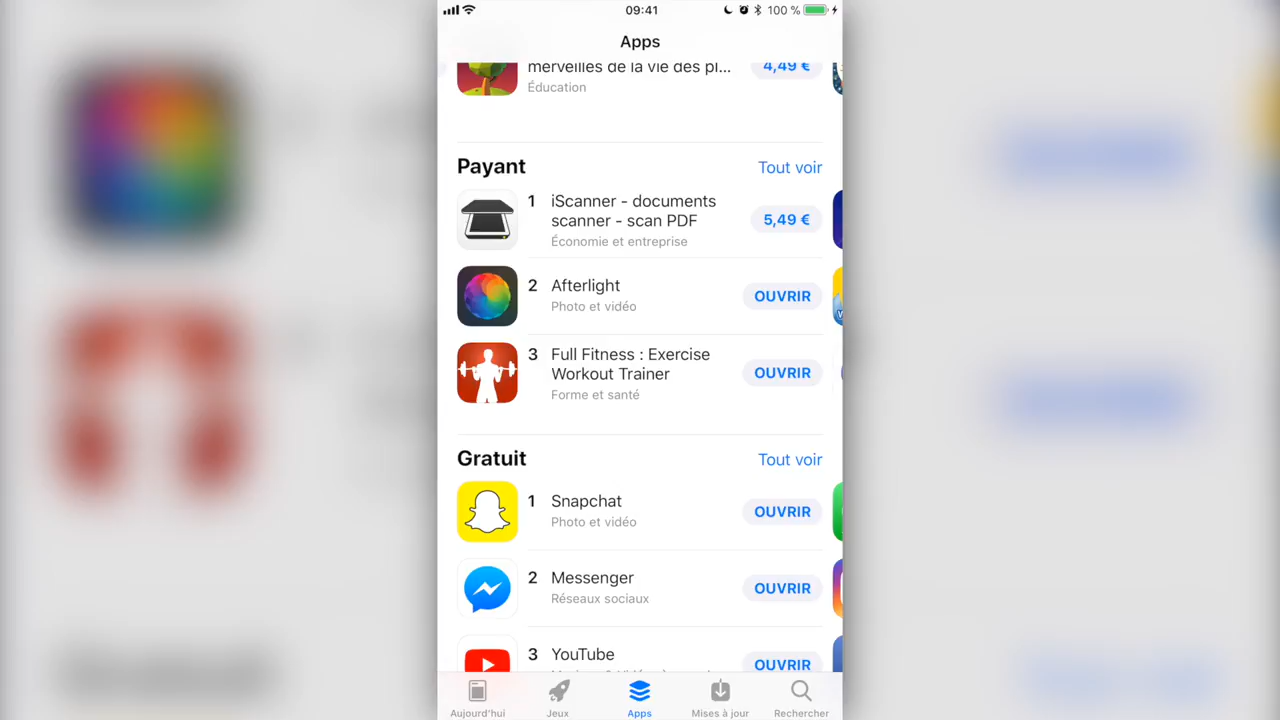 09:41
100 %
Apps
merveilles de la vie des pl...
4,49 €
Éducation
Payant
Tout voir
1
iScanner - documents
scanner - scan PDF
5,49 €
Économie et entreprise
2
Afterlight
Photo et vidéo
OUVRIR
3
Full Fitness : Exercise
Workout Trainer
OUVRIR
Forme et santé
Gratuit
Tout voir
1
Snapchat
Photo et vidéo
OUVRIR
2
Messenger
Réseaux sociaux
OUVRIR
3
YouTube
OUVRIR
Aujourd'hui
Jeux
Apps
Mises à jour
Rechercher